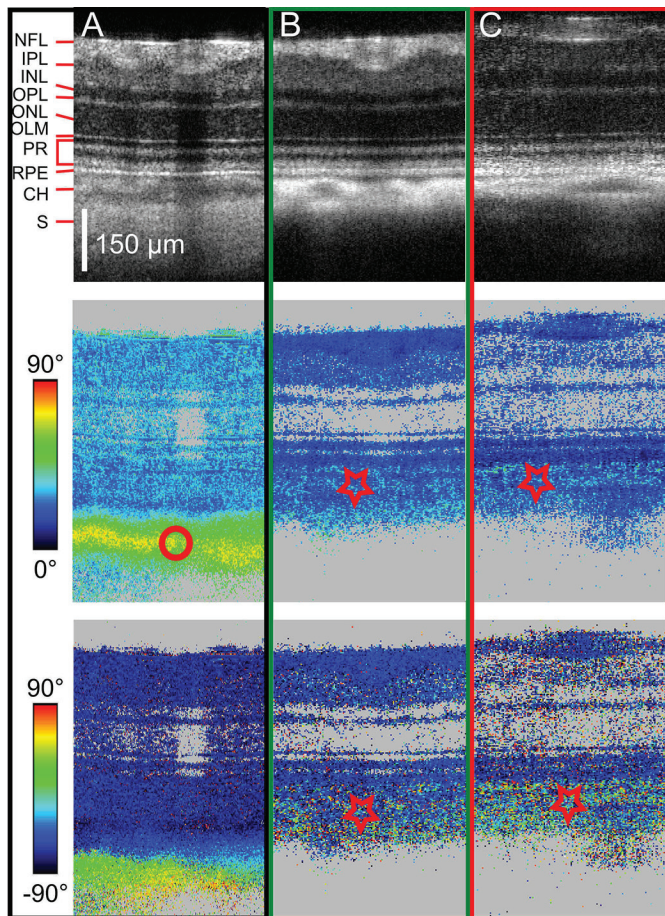 A B C
NFL
IPL
INL
OPL
ONL
OLM
PR
RPE
CH
S
150 µm
90°
0°
90°
-90°